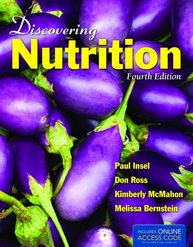 Discovering
Nutrition
Fourth Edition
Paul Insel
Don Ross
Kimberly McMahon
Melissa Bernstein
INCLUDES ONLINE
ACCESS CODE